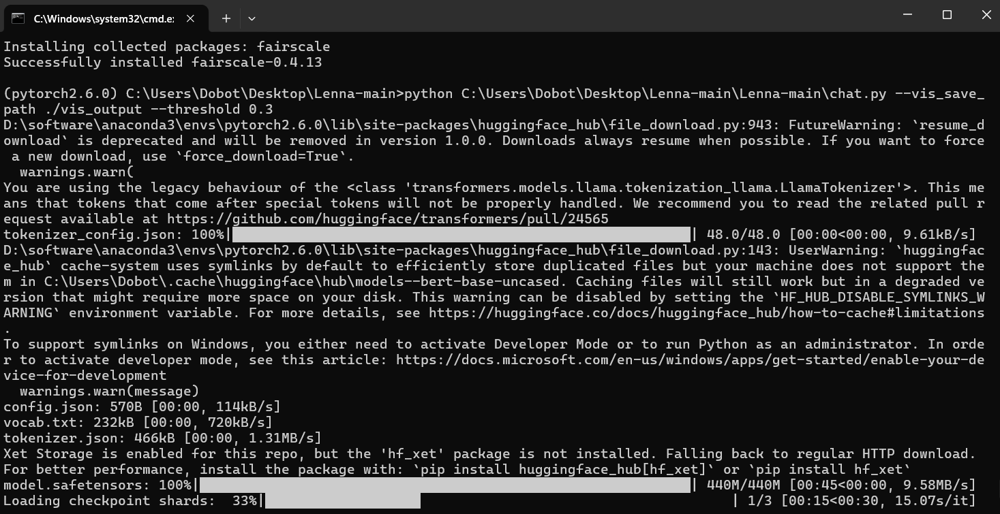 C:\Windows\system32\cmd.e
Installing collected packages: fairscale
Successfully installed fairscale-0.4.13
(pytorch2.6.0) C:\Users\Dobot\Desktop\Lenna-main>python C:\Users\Dobot\Desktop\Lenna-main\Lenna-main\chat.py --vis_save_
path ./vis_output --threshold 0.3
D:\software\anaconda3\envs\pytorch2.6.0\lib\site-packages\huggingface_hub\file_download.py:943: FutureWarning: `resume_d
ownload` is deprecated and will be removed in version 1.0.0. Downloads always resume when possible. If you want to force
 a new download, use `force_download=True`.
  warnings.warn(
You are using the legacy behaviour of the <class 'transformers.models.llama.tokenization_llama.LlamaTokenizer'>. This me
ans that tokens that come after special tokens will not be properly handled. We recommend you to read the related pull r
equest available at https://github.com/huggingface/transformers/pull/24565
tokenizer_config.json: 100%| | 48.0/48.0 [00:00<00:00, 9.61kB/s]
D:\software\anaconda3\envs\pytorch2.6.0\lib\site-packages\huggingface_hub\file_download.py:143: UserWarning: `huggingfac
e_hub` cache-system uses symlinks by default to efficiently store duplicated files but your machine does not support the
m in C:\Users\Dobot\.cache\huggingface\hub\models--bert-base-uncased. Caching files will still work but in a degraded ve
rsion that might require more space on your disk. This warning can be disabled by setting the `HF_HUB_DISABLE_SYMLINKS_W
ARNING` environment variable. For more details, see https://huggingface.co/docs/huggingface_hub/how-to-cache#limitations
.
To support symlinks on Windows, you either need to activate Developer Mode or to run Python as an administrator. In orde
r to activate developer mode, see this article: https://docs.microsoft.com/en-us/windows/apps/get-started/enable-your-de
vice-for-development
  warnings.warn(message)
config.json: 570B [00:00, 114kB/s]
vocab.txt: 232kB [00:00, 720kB/s]
tokenizer.json: 466kB [00:00, 1.31MB/s]
Xet Storage is enabled for this repo, but the 'hf_xet' package is not installed. Falling back to regular HTTP download.
For better performance, install the package with: `pip install huggingface_hub[hf_xet]` or `pip install hf_xet`
model.safetensors: 100%| | 440M/440M [00:45<00:00, 9.58MB/s]
Loading checkpoint shards:  33%| | 1/3 [00:15<00:30, 15.07s/it]